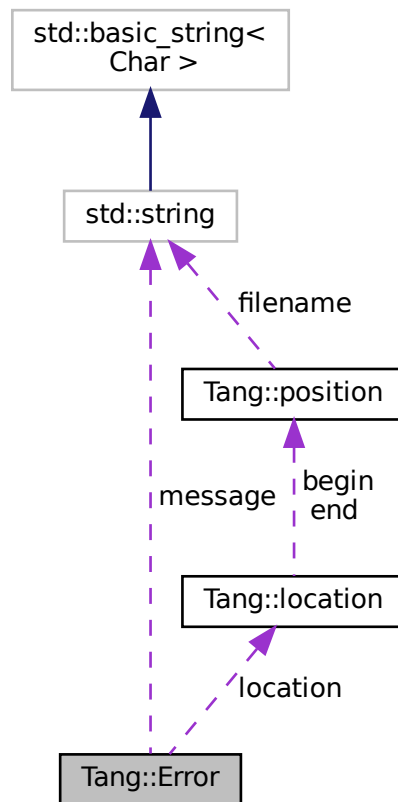 std::basic_string<
Char >
std::string
filename
Tang::position
message
begin
end
Tang::location
location
Tang::Error